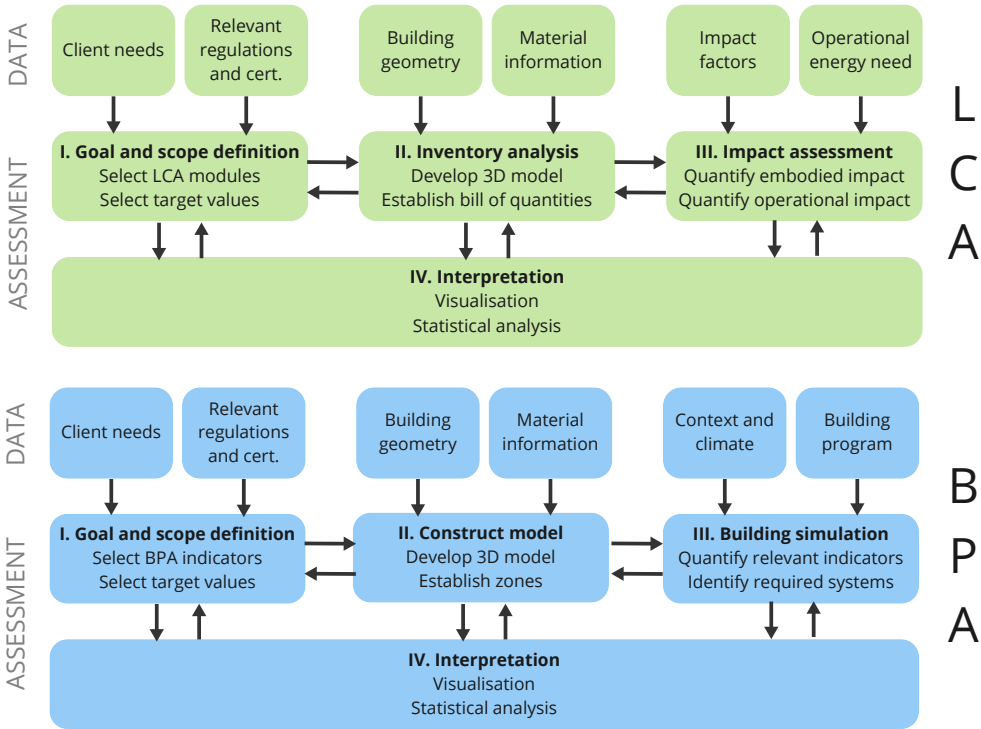 DATA
Client needs
Relevant
regulations
and cert.
Building
geometry
Material
information
Impact
factors
Operational
energy need
ASSESSMENT
I. Goal and scope definition
Select LCA modules
Select target values
II. Inventory analysis
Develop 3D model
Establish bill of quantities
III. Impact assessment
Quantify embodied impact
Quantify operational impact
IV. Interpretation
Visualisation
Statistical analysis
L
C
A
DATA
Client needs
Relevant
regulations
and cert.
Building
geometry
Material
information
Context and
climate
Building
program
ASSESSMENT
I. Goal and scope definition
Select BPA indicators
Select target values
II. Construct model
Develop 3D model
Establish zones
III. Building simulation
Quantify relevant indicators
Identify required systems
IV. Interpretation
Visualisation
Statistical analysis
B
P
A